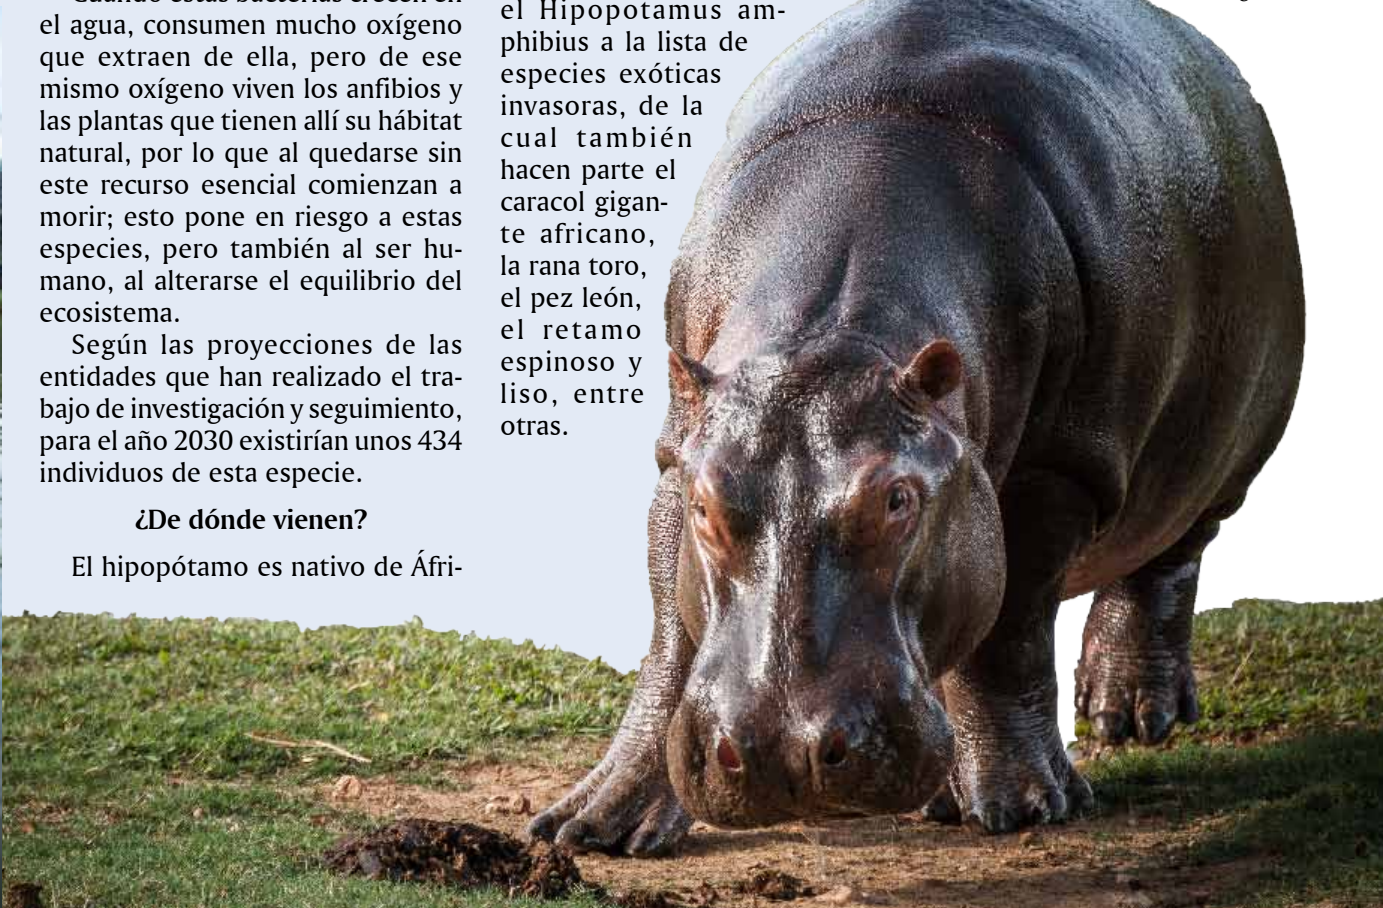 Cuando estas bacterias crecen en
el agua, consumen mucho oxígeno
que extraen de ella, pero de ese
mismo oxígeno viven los anfibios y
las plantas que tienen allí su hábitat
natural, por lo que al quedarse sin
este recurso esencial comienzan a
morir; esto pone en riesgo a estas
especies, pero también al ser hu-
mano, al alterarse el equilibrio del
ecosistema.
Según las proyecciones de las
entidades que han realizado el tra-
bajo de investigación y seguimiento,
para el año 2030 existirían unos 434
individuos de esta especie.
¿De dónde vienen?
El hipopótamo es nativo de Áfri-
el Hipopotamus am-
phibius a la lista de
especies exóticas
invasoras, de la
cual también
hacen parte el
caracol gigan-
te africano,
la rana toro,
el pez león,
el retamo
espinoso y
liso, entre
otras.